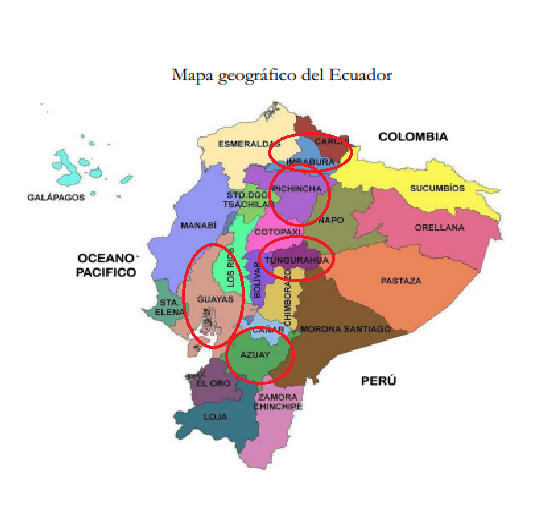 Mapa geográfico del Ecuador
COLOMBIA
ESMERALDAS
CARCHI
IMBABURA
PICHINCHA
SUCUMBÍOS
GALÁPAGOS
STO.DGO
TSACHILAS
NAPO
MANABÍ
ORELLANA
COTOPAXI
OCEANO
PACIFICO
TUNGURAHUA
LOS RIOS
BOLIVAR
CHIMBORAZO
PASTAZA
GUAYAS
STA.
ELENA
CAÑAR
MORONA SANTIAGO
AZUAY
PERÚ
EL ORO
ZAMORA
CHINCHIPE
LOJA